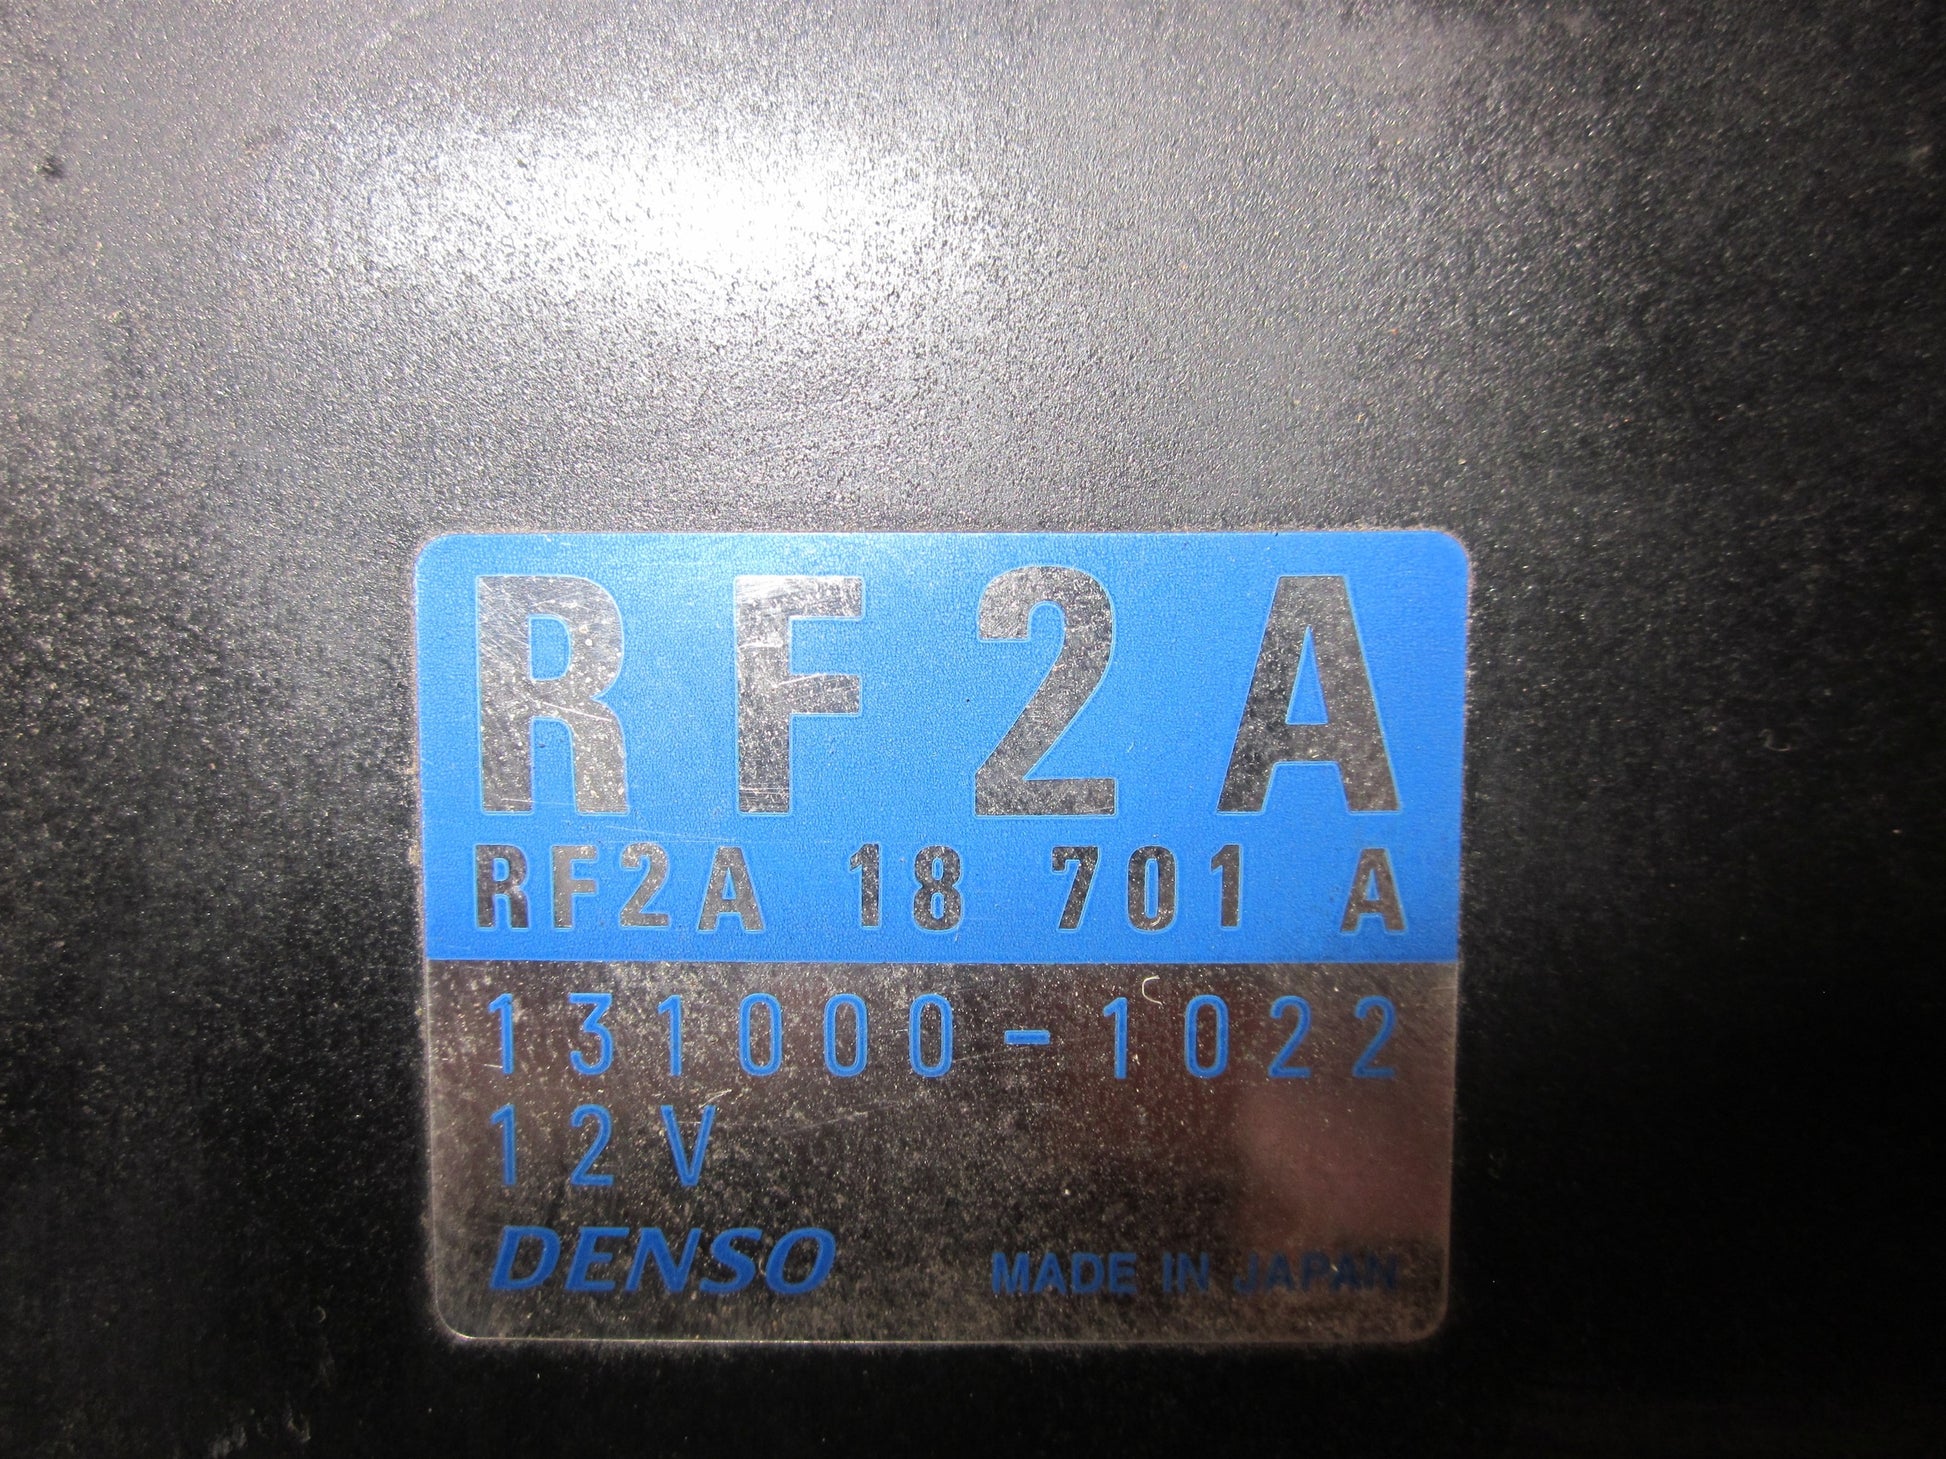 RF2A
RF2A 18 701 A
131000-1022
12V
DENSO MADE IN JAPAN